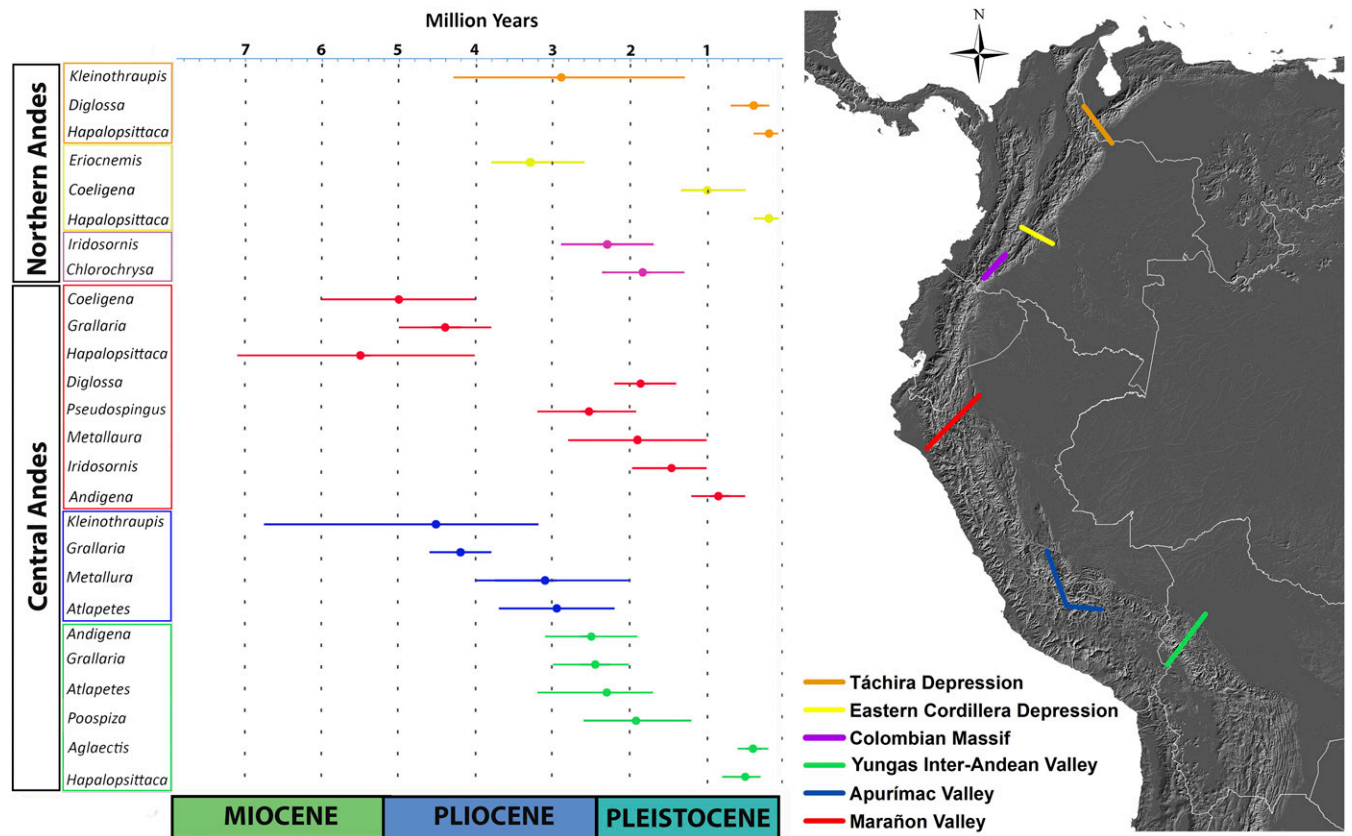 Million Years
7 6 5 4 3 2 1
Northern Andes
Kleinothraupis
Diglossa
Hapalopsittaca
Eriocnemis
Coeligena
Hapalopsittaca
Iridosornis
Chlorochrysa
Central Andes
Coeligena
Grallaria
Hapalopsittaca
Diglossa
Pseudospingus
Metallaura
Iridosornis
Andigena
Kleinothraupis
Grallaria
Metallura
Atlapetes
Andigena
Grallaria
Atlapetes
Poospiza
Aglaectis
Hapalopsittaca
MIOCENE PLIOCENE PLEISTOCENE
N
Táchira Depression
Eastern Cordillera Depression
Colombian Massif
Yungas Inter-Andean Valley
Apurímac Valley
Marañon Valley